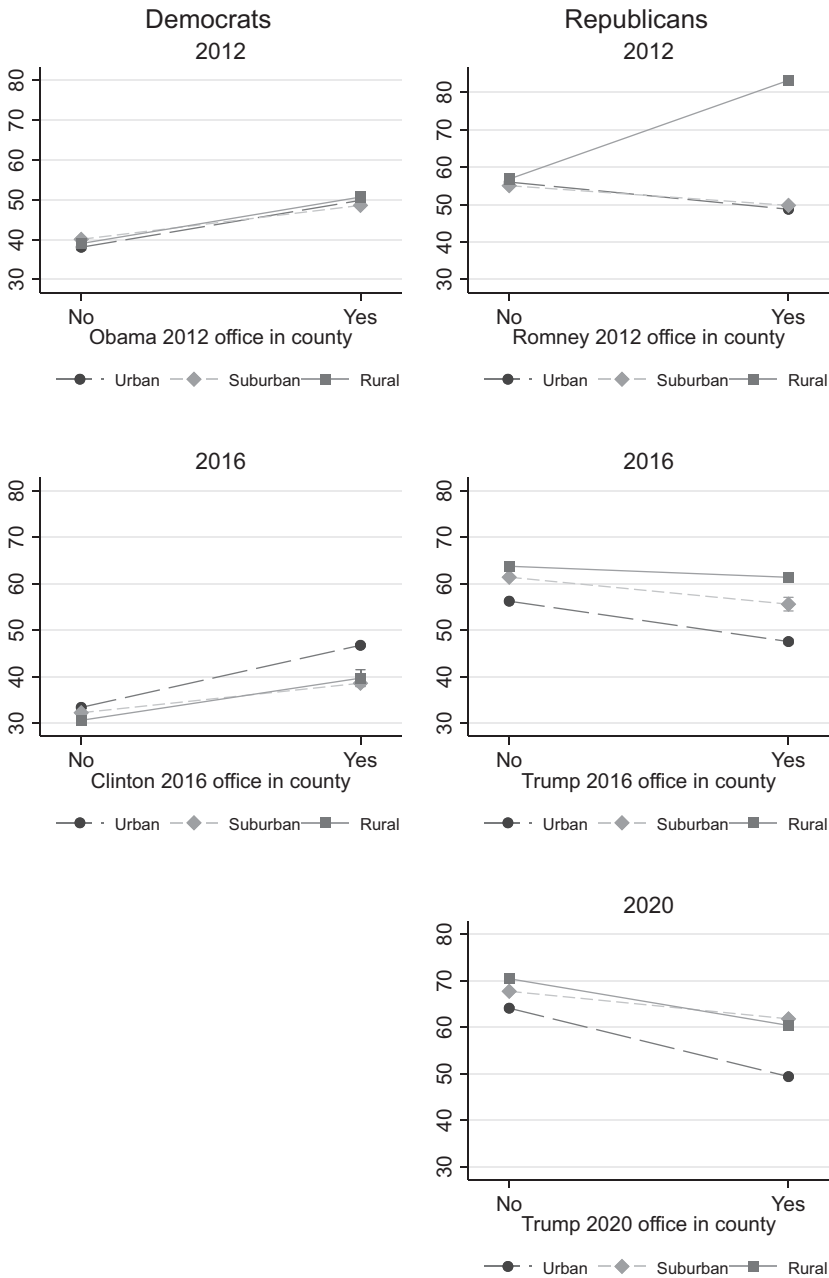 Democrats
2012
80
70
60
50
40
30
No Yes
Obama 2012 office in county
Urban Suburban Rural
Republicans
2012
80
70
60
50
40
30
No Yes
Romney 2012 office in county
Urban Suburban Rural
2016
80
70
60
50
40
30
No Yes
Clinton 2016 office in county
Urban Suburban Rural
2016
80
70
60
50
40
30
No Yes
Trump 2016 office in county
Urban Suburban Rural
2020
80
70
60
50
40
30
No Yes
Trump 2020 office in county
Urban Suburban Rural